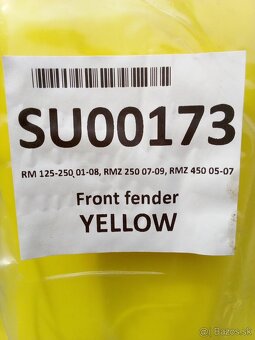 SU00173
RM 125-250 01-08, RMZ 250 07-09, RMZ 450 05-07
Front fender
YELLOW
© Bazos.sk